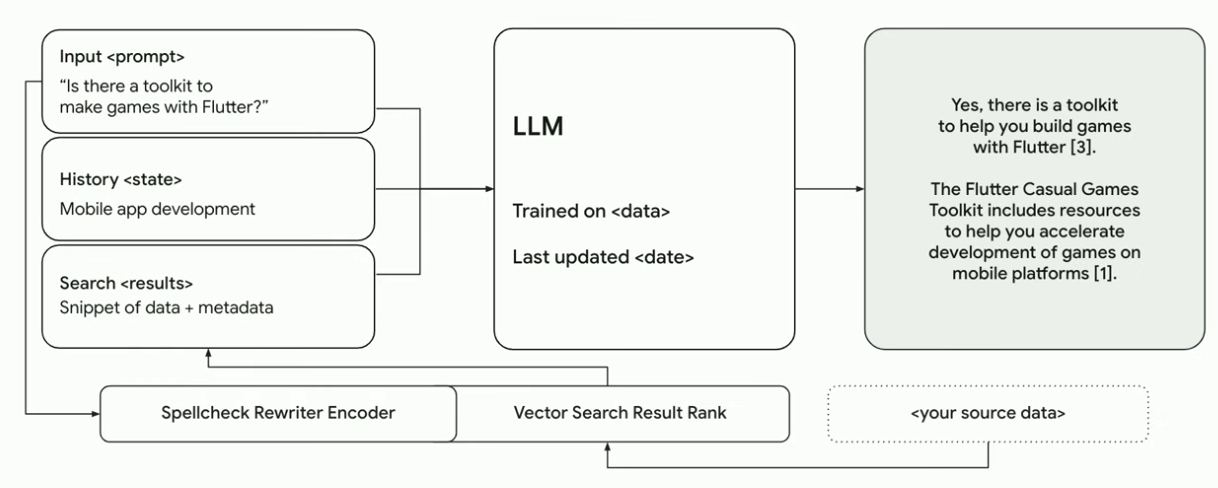 Input <prompt>
“Is there a toolkit to
make games with Flutter?”
History <state>
Mobile app development
Search <results>
Snippet of data + metadata
LLM
Trained on <data>
Last updated <date>
Yes, there is a toolkit
to help you build games
with Flutter [3].
The Flutter Casual Games
Toolkit includes resources
to help you accelerate
development of games on
mobile platforms [1].
Spellcheck Rewriter Encoder
Vector Search Result Rank
<your source data>